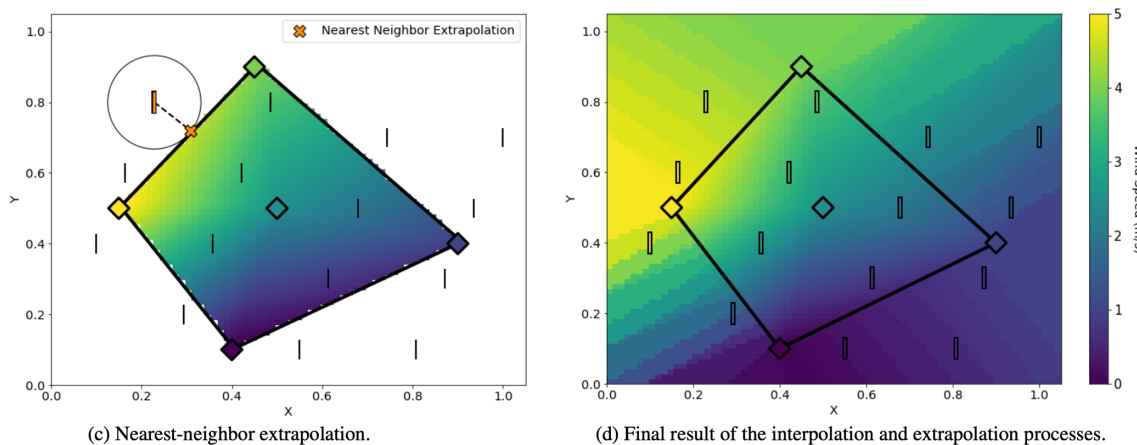 Nearest Neighbor Extrapolation
1.0
0.8
0.6
0.4
0.2
0.0
Y
0.0 0.2 0.4 0.6 0.8 1.0
X
(c) Nearest-neighbor extrapolation.
1.0
0.8
0.6
0.4
0.2
0.0
Y
0.0 0.2 0.4 0.6 0.8 1.0
X
5
4
3
2
1
0
(d) Final result of the interpolation and extrapolation processes.